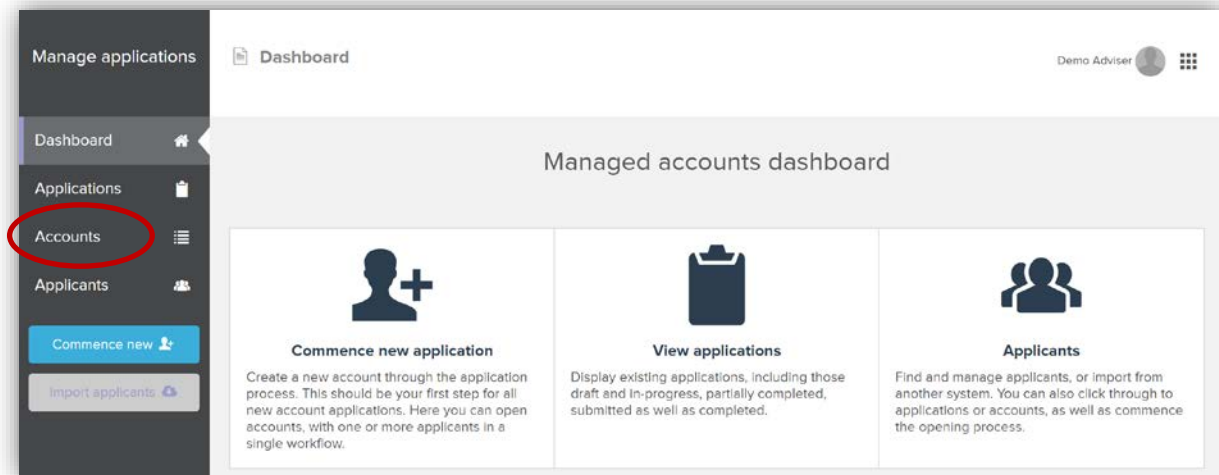 Manage applications
Dashboard
Demo Adviser
Dashboard
Applications
Accounts
Applicants
Commence new
Import applicants
Managed accounts dashboard
Commence new application
Create a new account through the application
process. This should be your first step for all
new account applications. Here you can open
accounts, with one or more applicants in a
single workflow.
View applications
Display existing applications, including those
draft and in-progress, partially completed,
submitted as well as completed.
Applicants
Find and manage applicants, or import from
another system. You can also click through to
applications or accounts, as well as commence
the opening process.